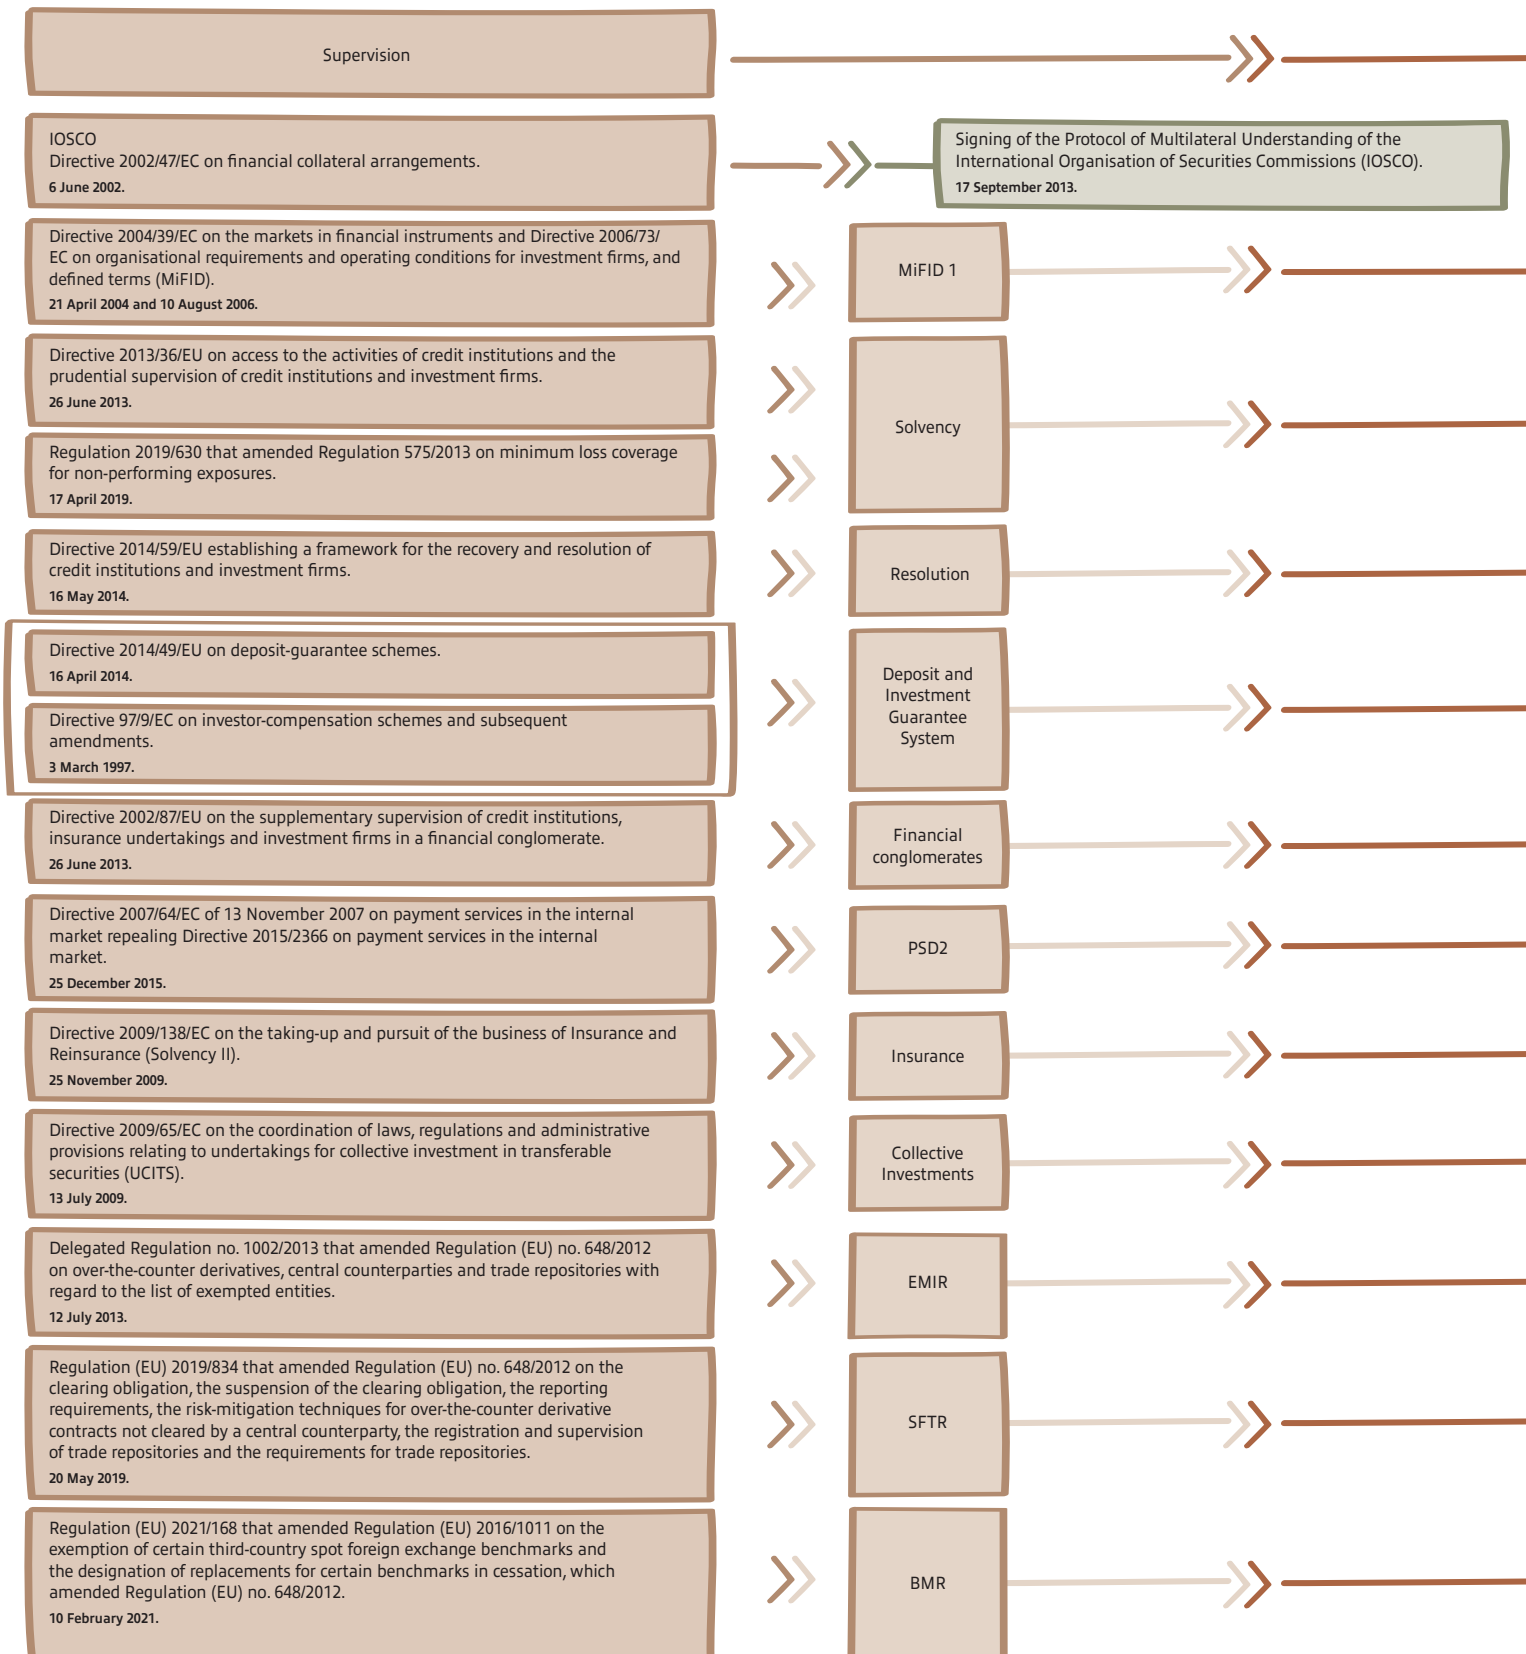 Supervision
IOSCO
Directive 2002/47/EC on financial collateral arrangements.
6 June 2002.
Signing of the Protocol of Multilateral Understanding of the
International Organisation of Securities Commissions (IOSCO).
17 September 2013.
Directive 2004/39/EC on the markets in financial instruments and Directive 2006/73/
EC on organisational requirements and operating conditions for investment firms, and
defined terms (MiFID).
21 April 2004 and 10 August 2006.
MiFID 1
Directive 2013/36/EU on access to the activities of credit institutions and the
prudential supervision of credit institutions and investment firms.
26 June 2013.
Regulation 2019/630 that amended Regulation 575/2013 on minimum loss coverage
for non-performing exposures.
17 April 2019.
Solvency
Directive 2014/59/EU establishing a framework for the recovery and resolution of
credit institutions and investment firms.
16 May 2014.
Resolution
Directive 2014/49/EU on deposit-guarantee schemes.
16 April 2014.
Directive 97/9/EC on investor-compensation schemes and subsequent
amendments.
3 March 1997.
Deposit and
Investment
Guarantee
System
Directive 2002/87/EU on the supplementary supervision of credit institutions,
insurance undertakings and investment firms in a financial conglomerate.
26 June 2013.
Financial
conglomerates
Directive 2007/64/EC of 13 November 2007 on payment services in the internal
market repealing Directive 2015/2366 on payment services in the internal
market.
25 December 2015.
PSD2
Directive 2009/138/EC on the taking-up and pursuit of the business of Insurance and
Reinsurance (Solvency II).
25 November 2009.
Insurance
Directive 2009/65/EC on the coordination of laws, regulations and administrative
provisions relating to undertakings for collective investment in transferable
securities (UCITS).
13 July 2009.
Collective
Investments
Delegated Regulation no. 1002/2013 that amended Regulation (EU) no. 648/2012
on over-the-counter derivatives, central counterparties and trade repositories with
regard to the list of exempted entities.
12 July 2013.
EMIR
Regulation (EU) 2019/834 that amended Regulation (EU) no. 648/2012 on the
clearing obligation, the suspension of the clearing obligation, the reporting
requirements, the risk-mitigation techniques for over-the-counter derivative
contracts not cleared by a central counterparty, the registration and supervision
of trade repositories and the requirements for trade repositories.
20 May 2019.
SFTR
Regulation (EU) 2021/168 that amended Regulation (EU) 2016/1011 on the
exemption of certain third-country spot foreign exchange benchmarks and
the designation of replacements for certain benchmarks in cessation, which
amended Regulation (EU) no. 648/2012.
10 February 2021.
BMR